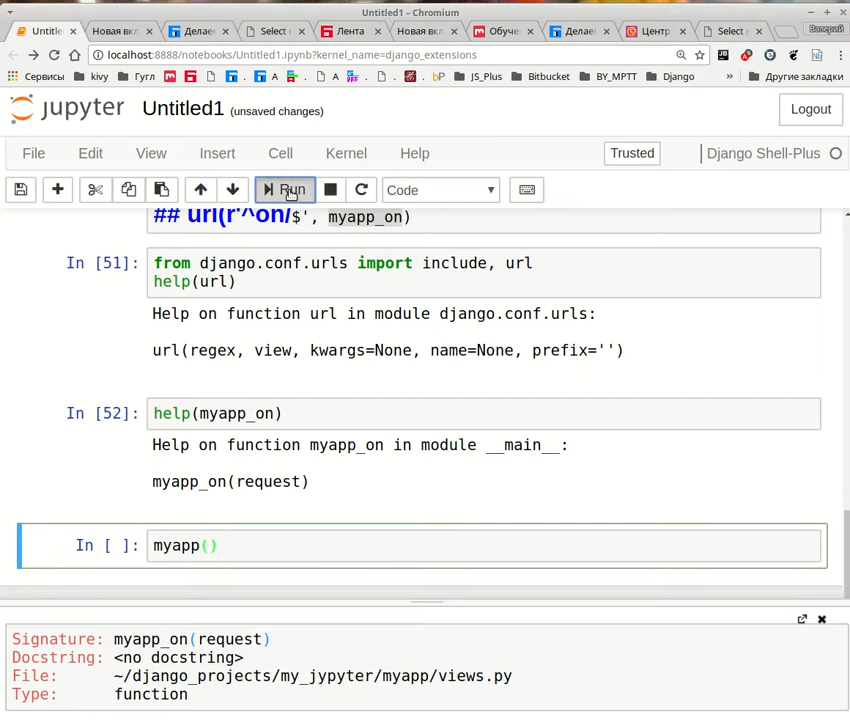 Untitled1 - Chromium
Untitle Новая вк Делае Select Лента Новая вк Обуче Делае Центр Select Валерий
localhost:8888/notebooks/Untitled1.ipynb?kernel_name=django_extensions
Сервисы kivy Гугл JS_Plus Bitbucket BY_MPTT Django » Другие закладки
jupyter Untitled1 (unsaved changes) Logout
File Edit View Insert Cell Kernel Help Trusted Django Shell-Plus
Run Code
## url(r'^on/$', myapp_on)
In [51]: from django.conf.urls import include, url
help(url)
Help on function url in module django.conf.urls:
url(regex, view, kwargs=None, name=None, prefix='')
In [52]: help(myapp_on)
Help on function myapp_on in module __main__:
myapp_on(request)
In [ ]: myapp()
Signature: myapp_on(request)
Docstring: <no docstring>
File: ~/django_projects/my_jypyter/myapp/views.py
Type: function